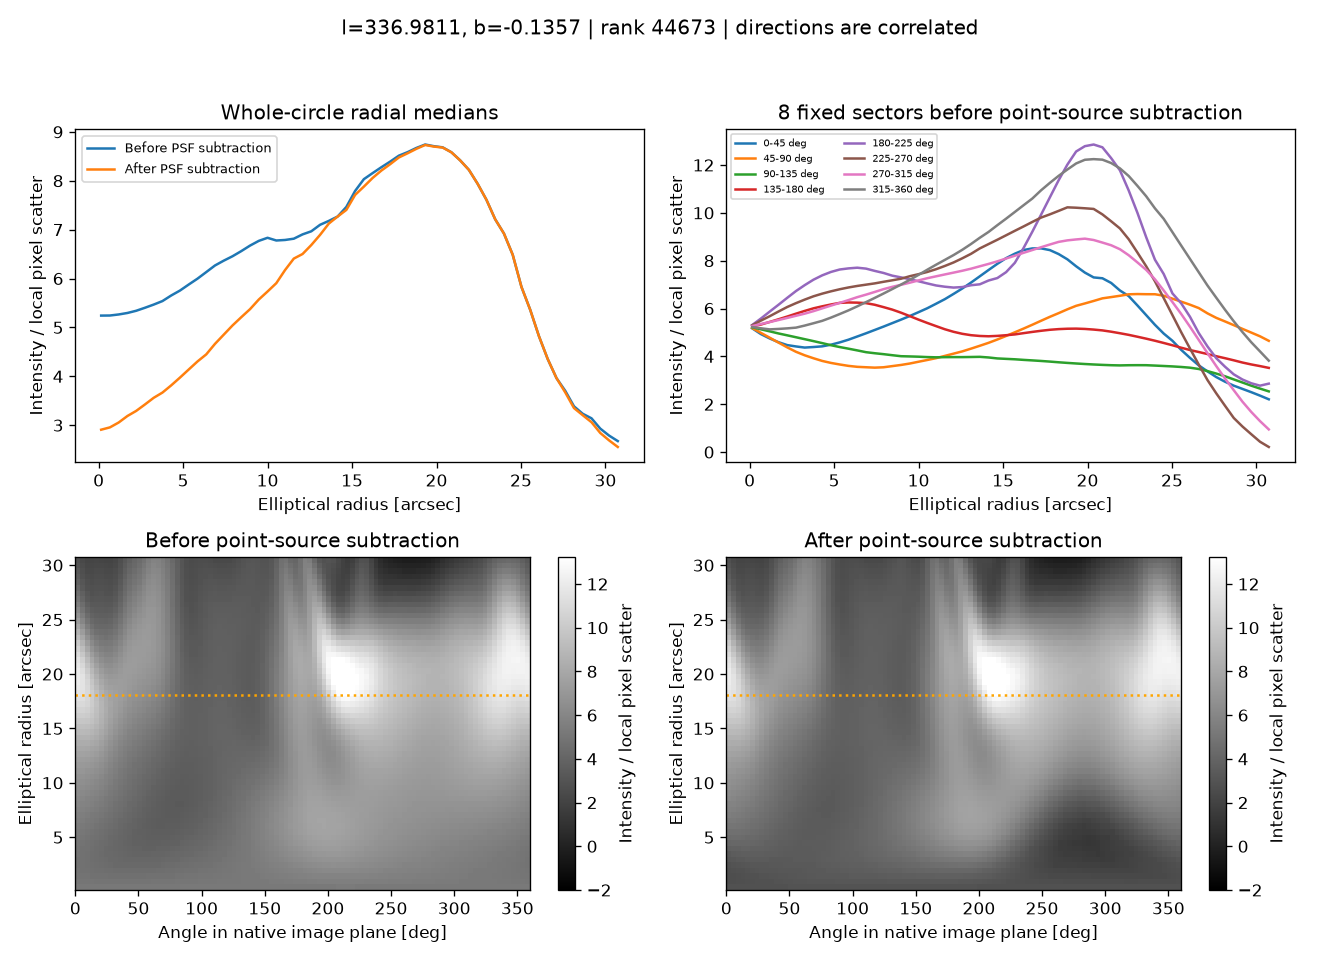 l=336.9811, b=-0.1357 | rank 44673 | directions are correlated
Whole-circle radial medians
Before PSF subtraction
After PSF subtraction
9
8
7
6
5
4
3
Intensity / local pixel scatter
0 5 10 15 20 25 30
Elliptical radius [arcsec]
8 fixed sectors before point-source subtraction
0-45 deg
45-90 deg
90-135 deg
135-180 deg
180-225 deg
225-270 deg
270-315 deg
315-360 deg
12
10
8
6
4
2
0
Intensity / local pixel scatter
0 5 10 15 20 25 30
Elliptical radius [arcsec]
Before point-source subtraction
30
25
20
15
10
5
Elliptical radius [arcsec]
0 50 100 150 200 250 300 350
Angle in native image plane [deg]
12
10
8
6
4
2
0
−2
Intensity / local pixel scatter
After point-source subtraction
30
25
20
15
10
5
Elliptical radius [arcsec]
0 50 100 150 200 250 300 350
Angle in native image plane [deg]
12
10
8
6
4
2
0
−2
Intensity / local pixel scatter